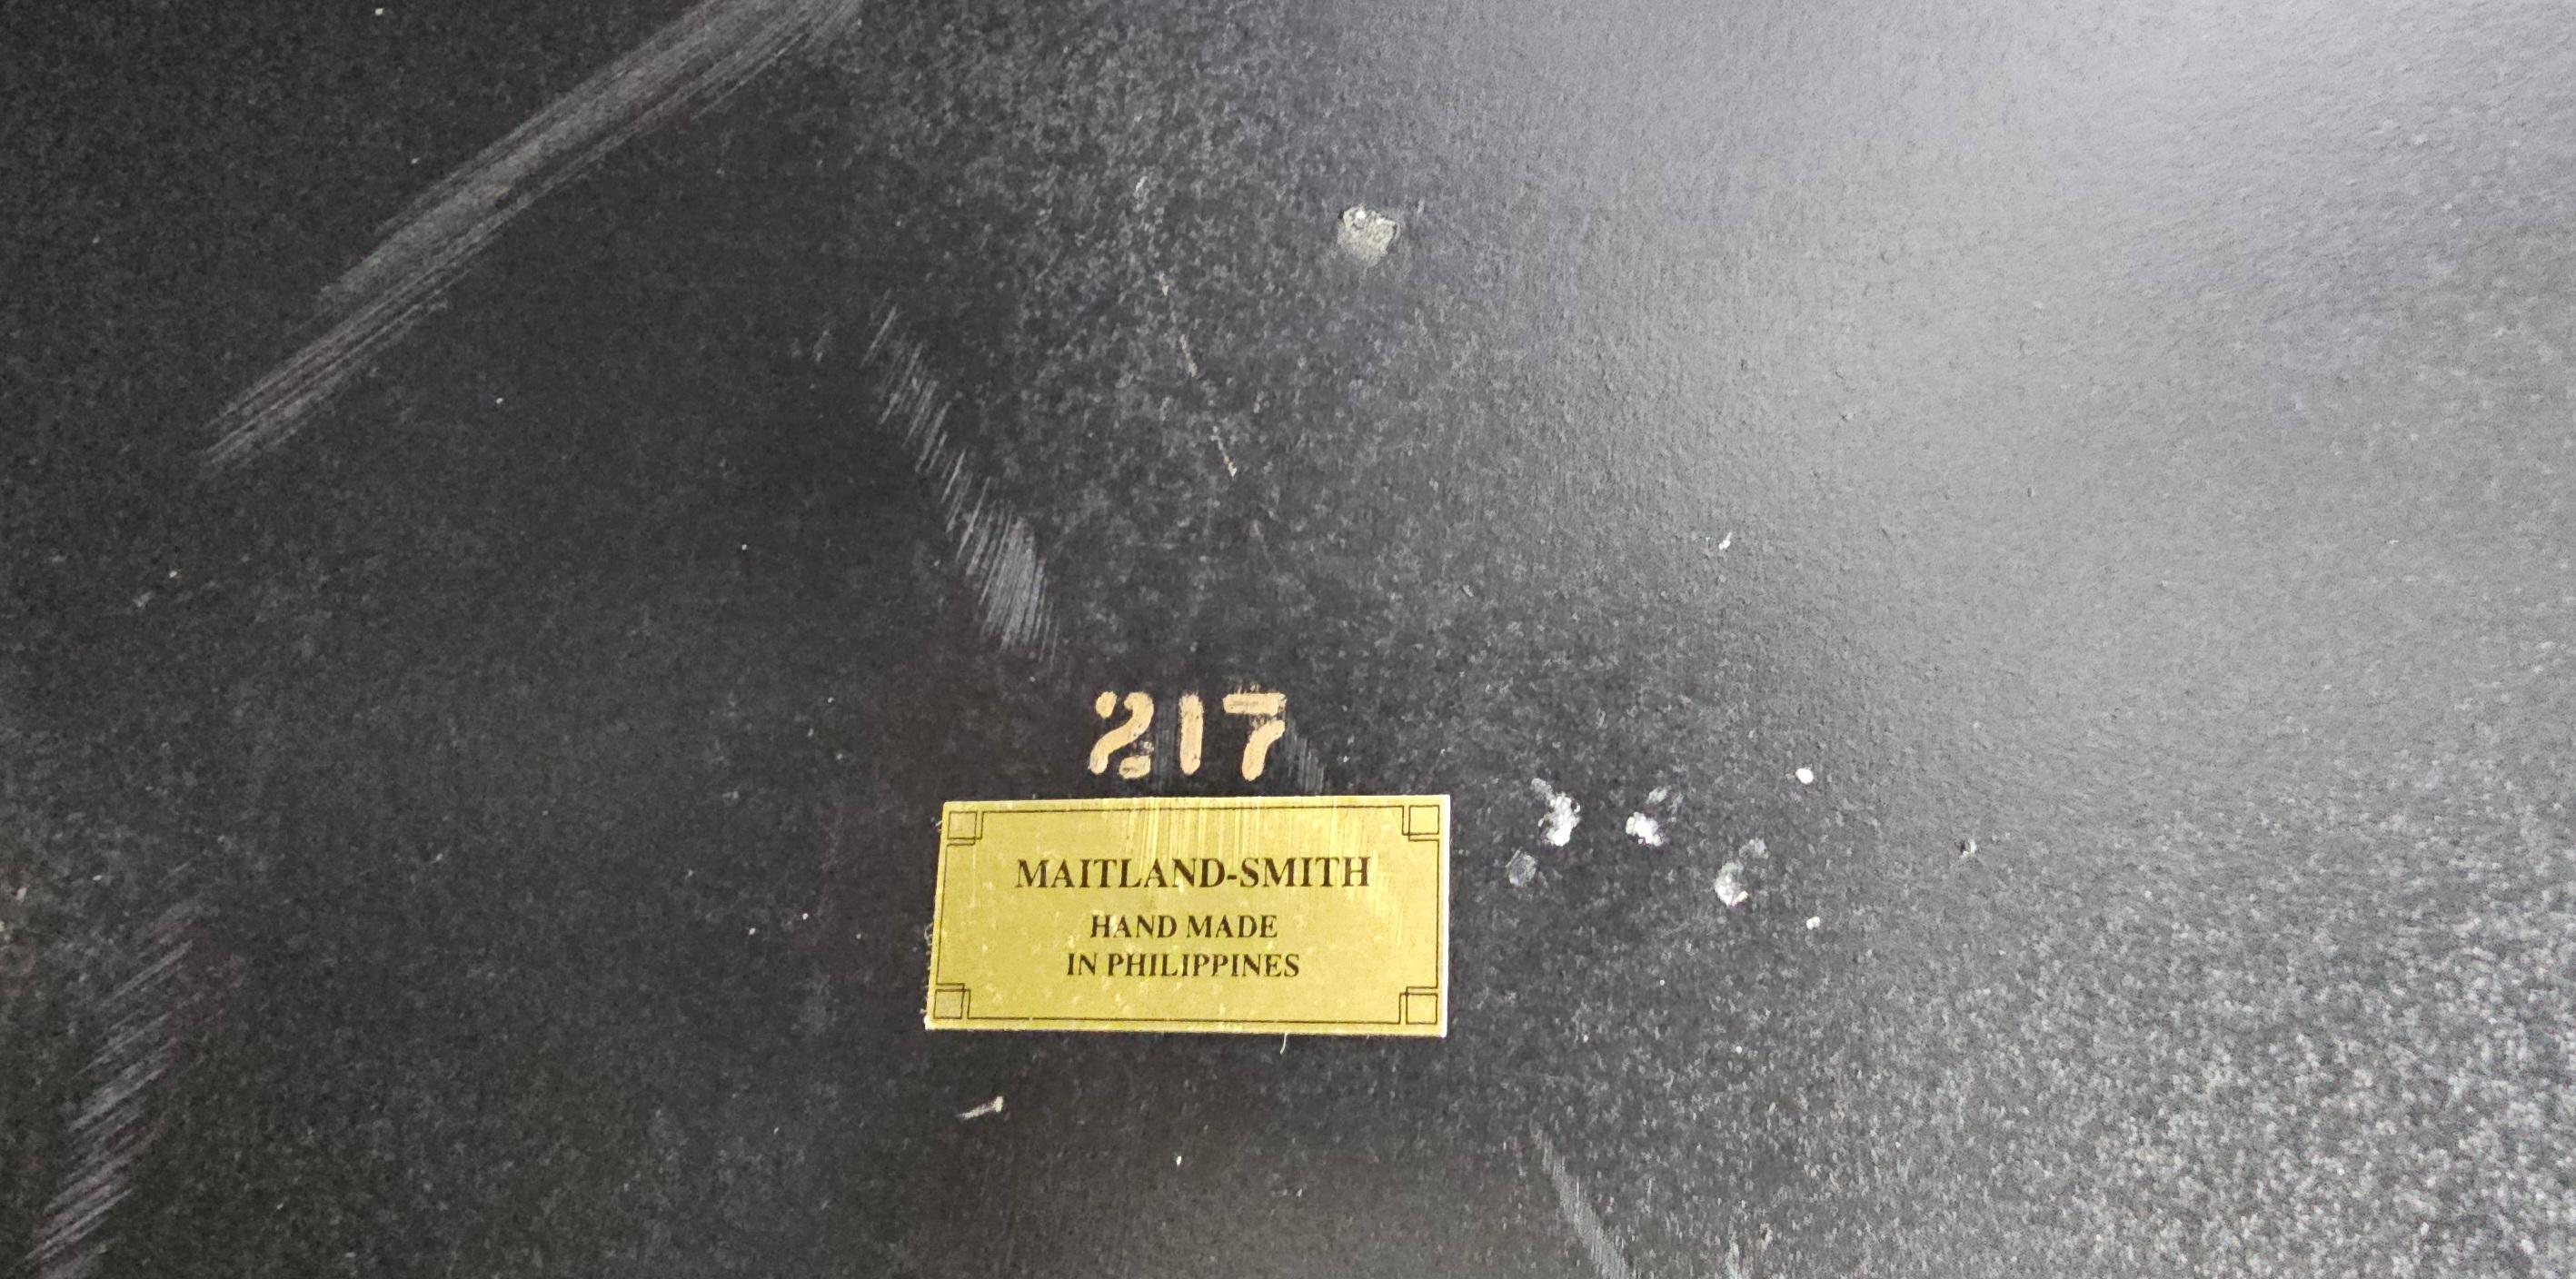 217
MAITLAND-SMITH
HAND MADE
IN PHILIPPINES